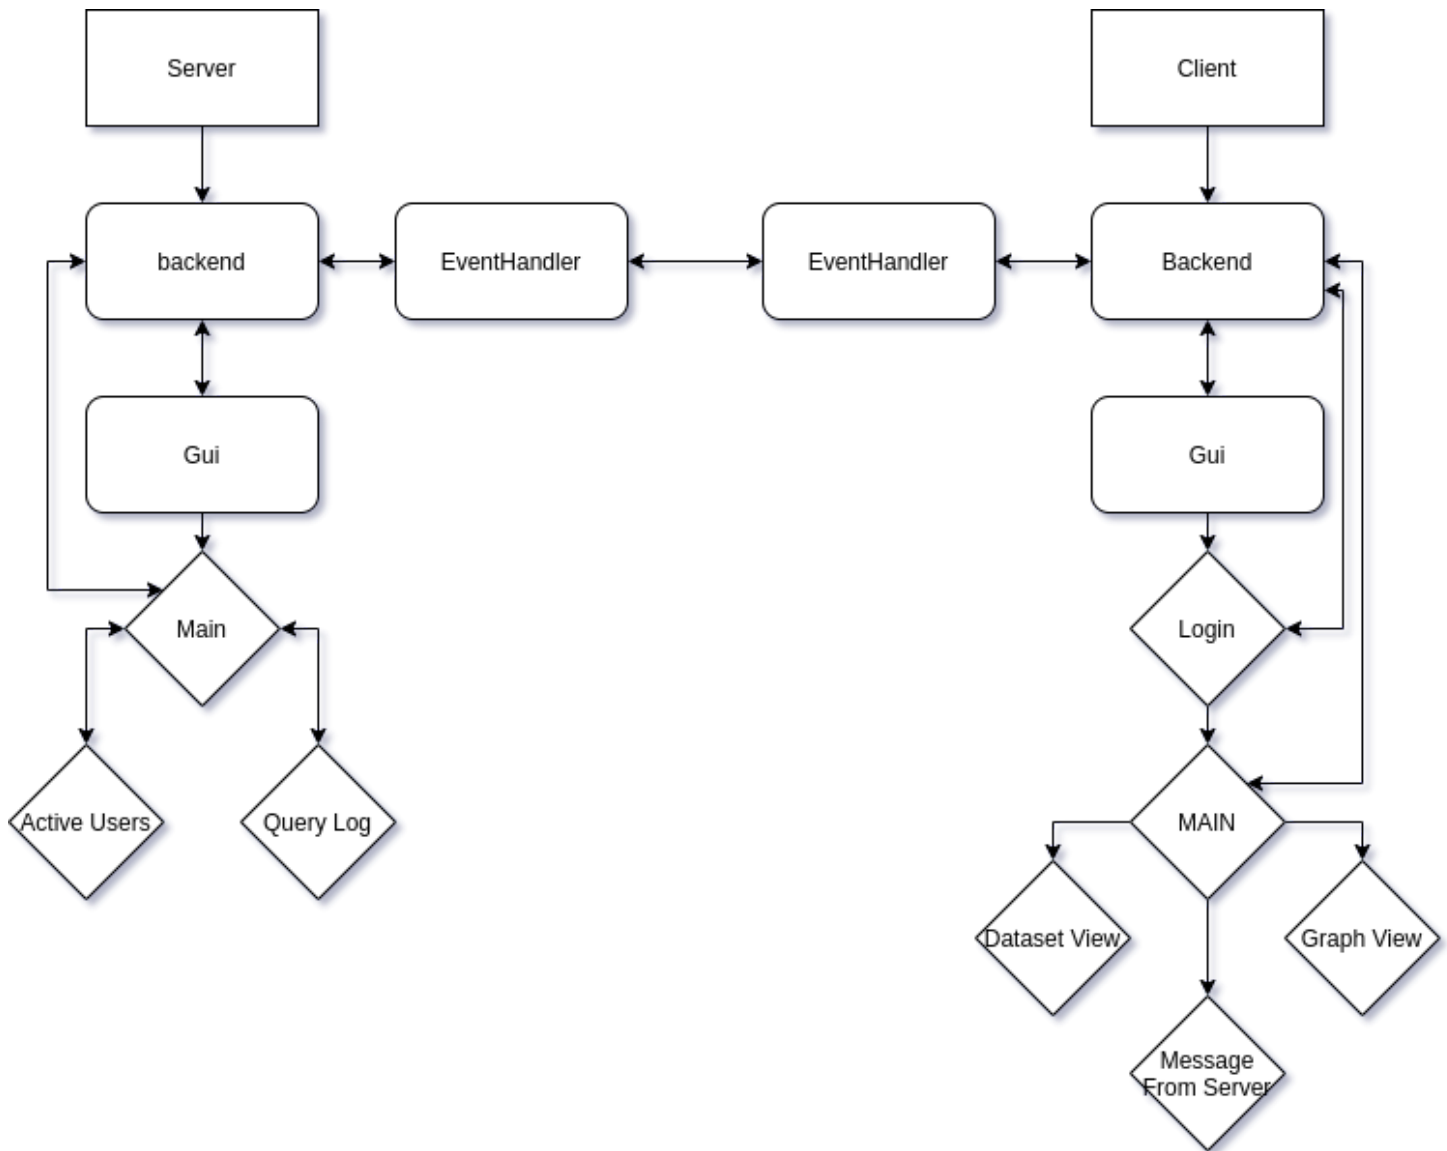 Server
Client
backend
EventHandler
EventHandler
Backend
Gui
Gui
Main
Login
Active Users
Query Log
MAIN
Dataset View
Graph View
Message
From Server